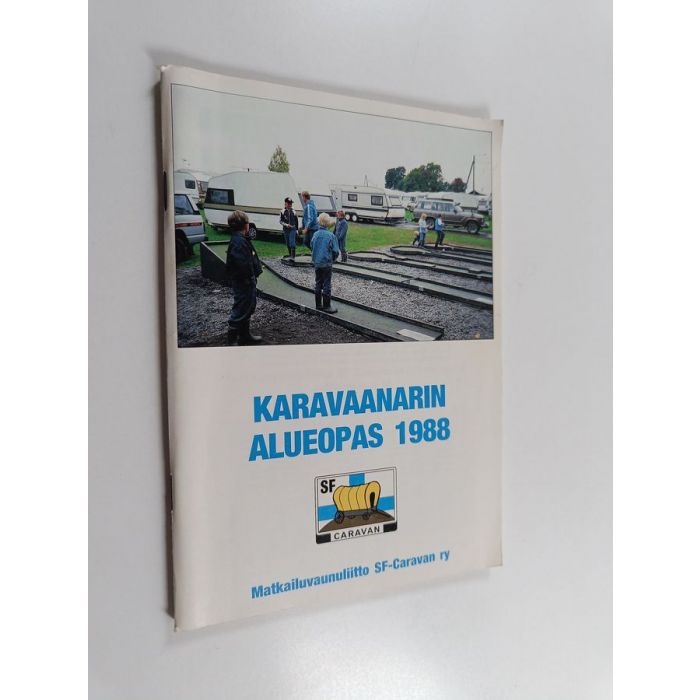 KARAVAANARIN
ALUEOPAS 1988
SF
CARAVAN
Matkailuvaunuliitto SF-Caravan ry